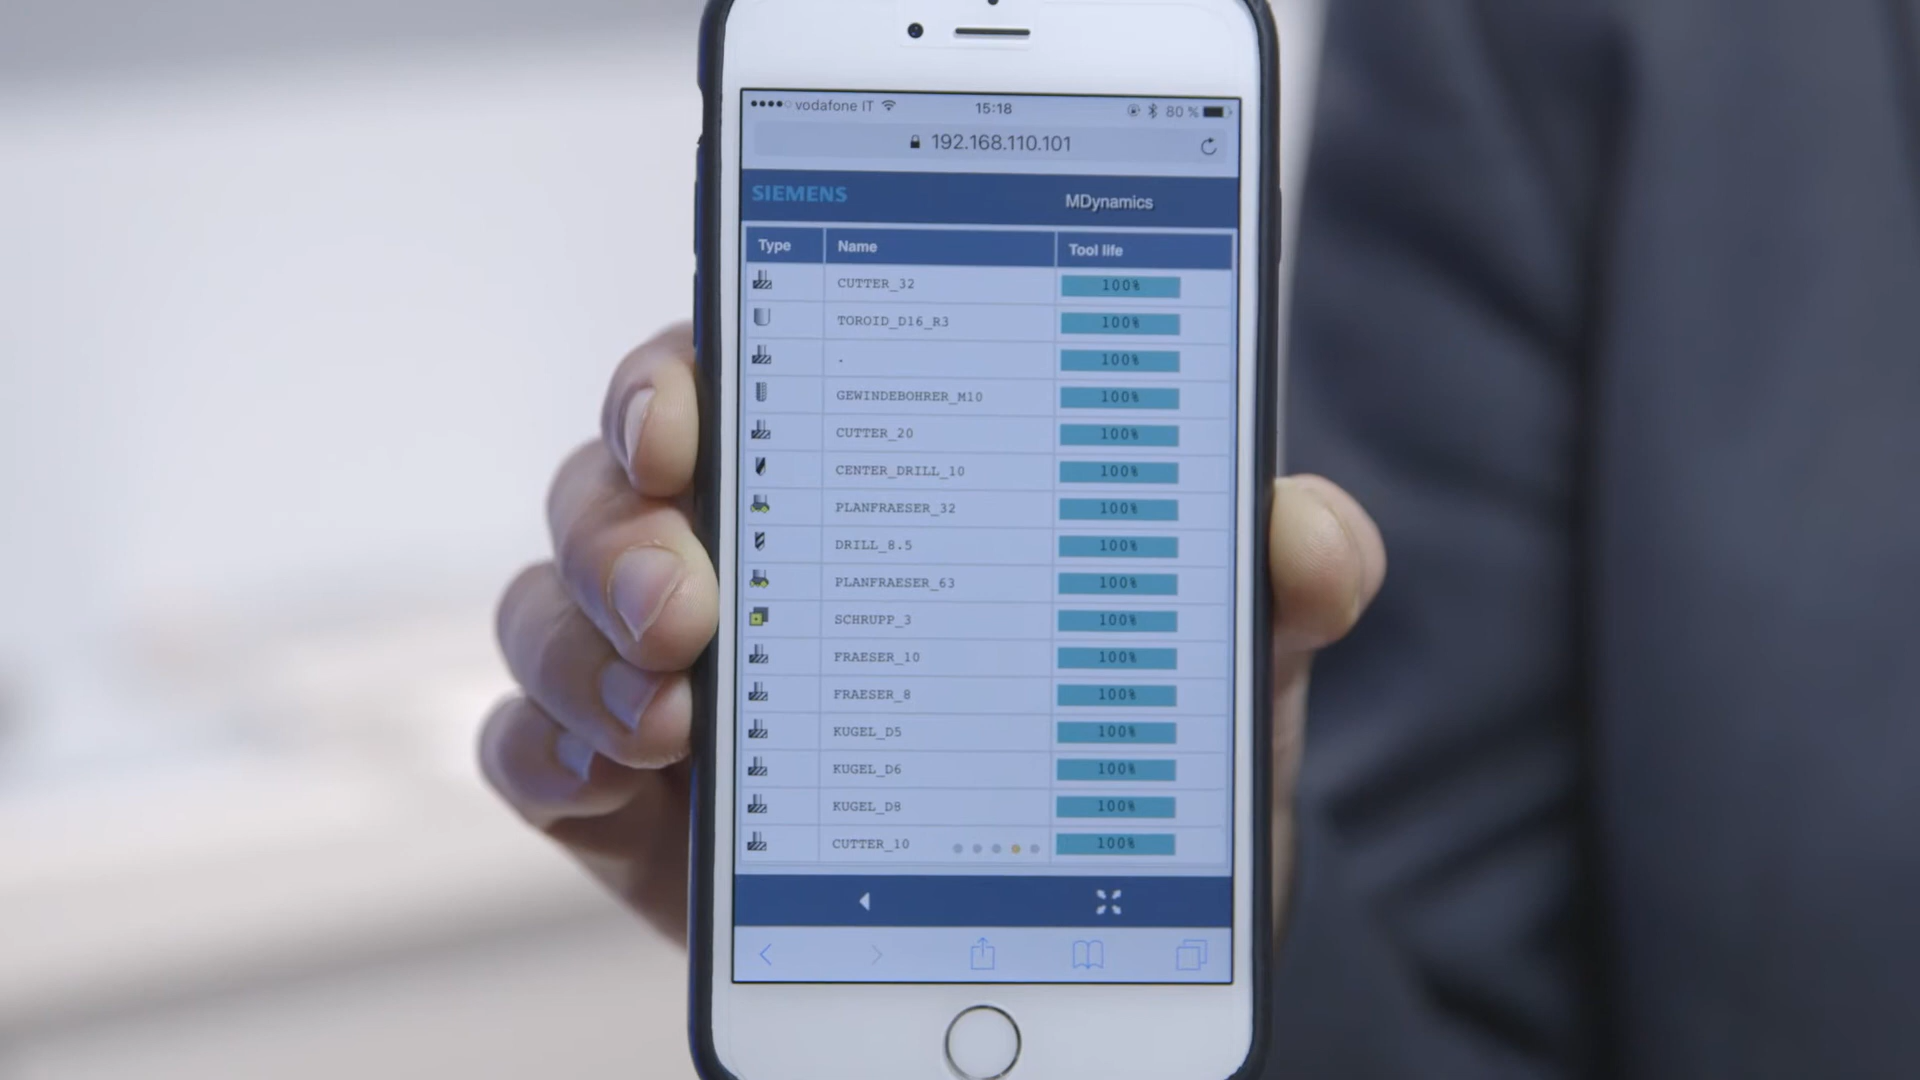 vodafone IT 15:18 80 %
192.168.110.101
SIEMENS MDynamics
Type Name Tool life
CUTTER_32 100%
TOROID_D16_R3 100%
. 100%
GEWINDEBOHRER_M10 100%
CUTTER_20 100%
CENTER_DRILL_10 100%
PLANFRAESER_32 100%
DRILL_8.5 100%
PLANFRAESER_63 100%
SCHRUPP_3 100%
FRAESER_10 100%
FRAESER_8 100%
KUGEL_D5 100%
KUGEL_D6 100%
KUGEL_D8 100%
CUTTER_10 100%